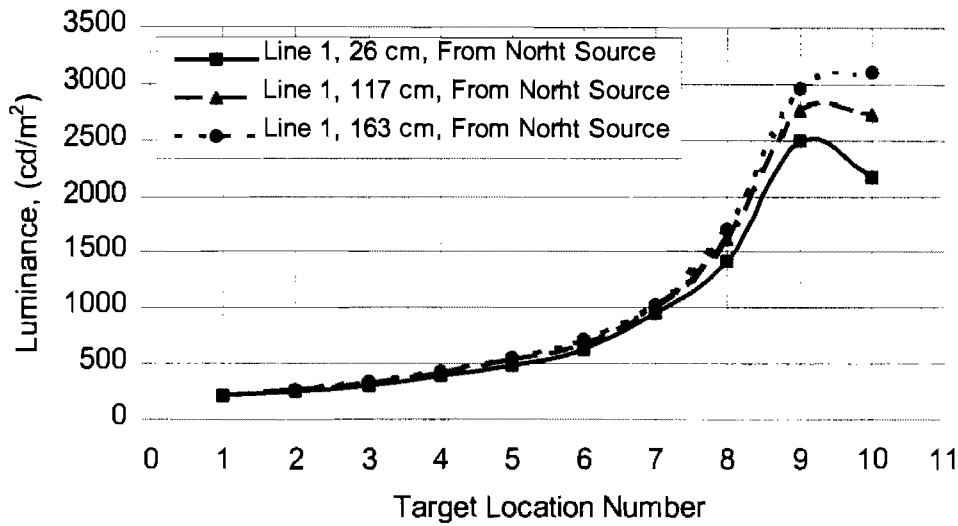 3500
3000
2500
2000
1500
1000
500
0
Luminance, (cd/m²)
Line 1, 26 cm, From Norht Source
Line 1, 117 cm, From Norht Source
Line 1, 163 cm, From Norht Source
0 1 2 3 4 5 6 7 8 9 10 11
Target Location Number